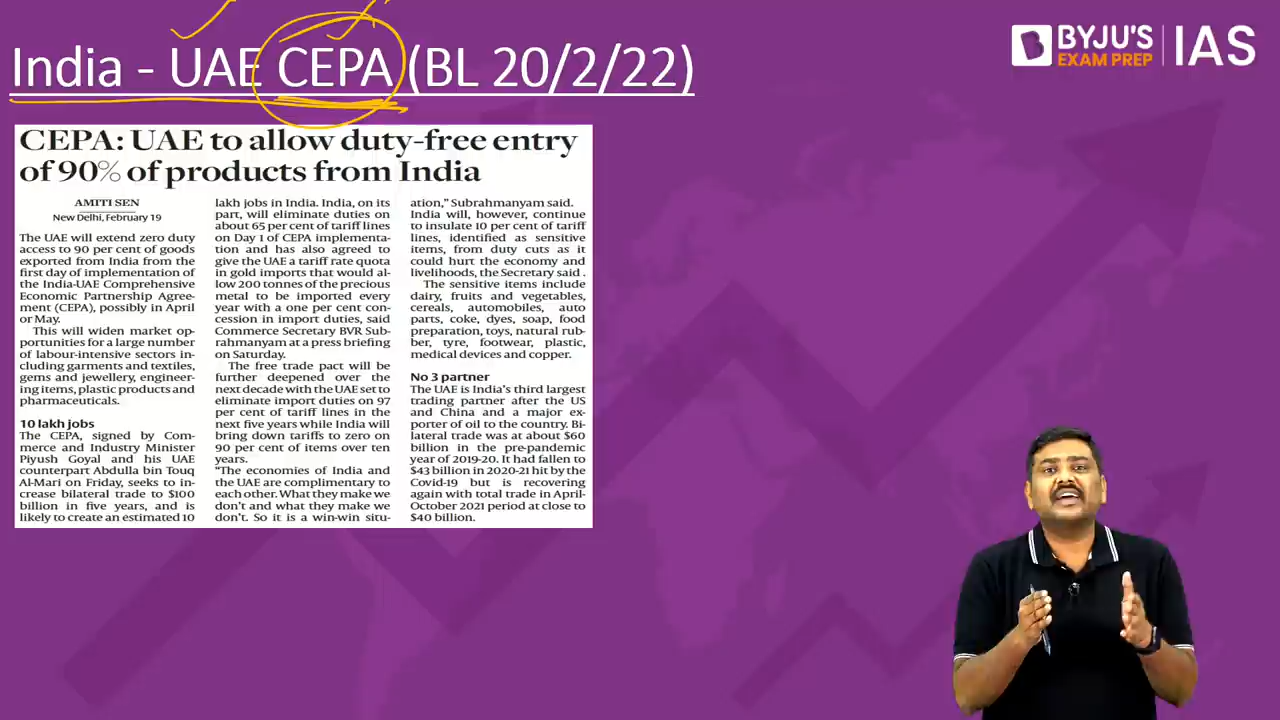 India - UAE CEPA (BL 20/2/22)
BYJU'S
EXAM PREP
IAS
CEPA: UAE to allow duty-free entry
of 90% of products from India
AMITI SEN
New Delhi, February 19
The UAE will extend zero duty
access to 90 per cent of goods
exported from India from the
first day of implementation of
the India-UAE Comprehensive
Economic Partnership Agree-
ment (CEPA), possibly in April
or May.
This will widen market op-
portunities for a large number
of labour-intensive sectors in-
cluding garments and textiles,
gems and jewellery, engineer-
ing items, plastic products and
pharmaceuticals.
10 lakh jobs
The CEPA, signed by Com-
merce and Industry Minister
Piyush Goyal and his UAE
counterpart Abdulla bin Touq
Al-Mari on Friday, seeks to in-
crease bilateral trade to $100
billion in five years, and is
likely to create an estimated 10
lakh jobs in India. India, on its
part, will eliminate duties on
about 65 per cent of tariff lines
on Day 1 of CEPA implementa-
tion and has also agreed to
give the UAE a tariff rate quota
in gold imports that would al-
low 200 tonnes of the precious
metal to be imported every
year with a one per cent con-
cession in import duties, said
Commerce Secretary BVR Sub-
rahmanyam at a press briefing
on Saturday.
The free trade pact will be
further deepened over the
next decade with the UAE set to
eliminate import duties on 97
per cent of tariff lines in the
next five years while India will
bring down tariffs to zero on
90 per cent of items over ten
years.
“The economies of India and
the UAE are complimentary to
each other. What they make we
don't and what they make we
don't. So it is a win-win situ-
ation,” Subrahmanyam said.
India will, however, continue
to insulate 10 per cent of tariff
lines, identified as sensitive
items, from duty cuts as it
could hurt the economy and
livelihoods, the Secretary said .
The sensitive items include
dairy, fruits and vegetables,
cereals, automobiles, auto
parts, coke, dyes, soap, food
preparation, toys, natural rub-
ber, tyre, footwear, plastic,
medical devices and copper.
No 3 partner
The UAE is India's third largest
trading partner after the US
and China and a major ex-
porter of oil to the country. Bi-
lateral trade was at about $60
billion in the pre-pandemic
year of 2019-20. It had fallen to
$43 billion in 2020-21 hit by the
Covid-19 but is recovering
again with total trade in April-
October 2021 period at close to
$40 billion.